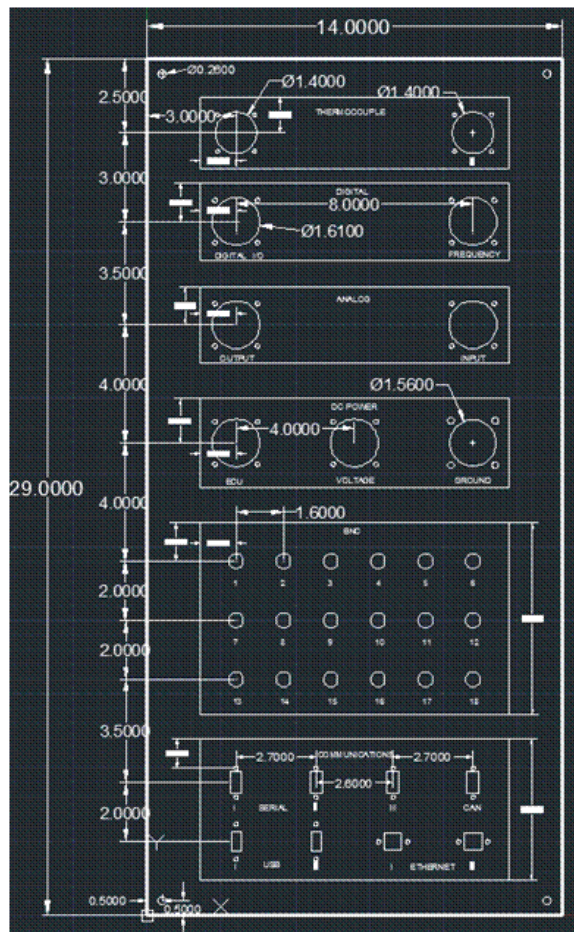 14.0000
Ø0.2600
Ø1.4000
Ø1.4000
2.5000
THERMOCOUPLE
3.0000
I
II
3.0000
DIGITAL
8.0000
Ø1.6100
DIGITAL I/O
FREQUENCY
3.5000
ANALOG
OUTPUT
INPUT
4.0000
Ø1.5600
DC POWER
4.0000
ECU
VOLTAGE
GROUND
29.0000
4.0000
1.6000
BNC
1 2 3 4 5 6
2.0000
7 8 9 10 11 12
2.0000
13 14 15 16 17 18
3.5000
COMMUNICATIONS
2.7000
2.7000
2.6000
I SERIAL II III CAN
2.0000
Y
I USB II I ETHERNET II
0.5000
0.5000
X